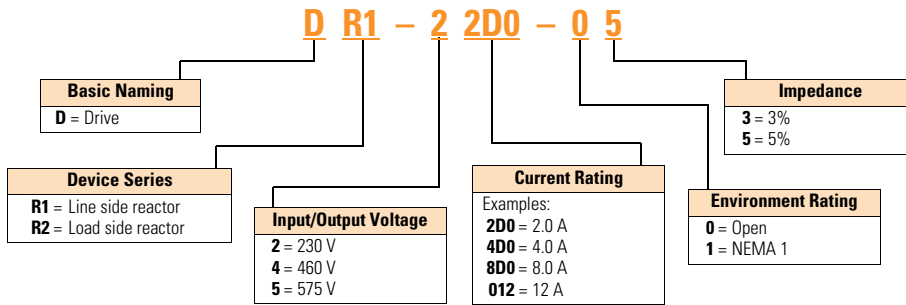 D R1 – 2 2D0 – 0 5
Basic Naming
D = Drive
Device Series
R1 = Line side reactor
R2 = Load side reactor
Input/Output Voltage
2 = 230 V
4 = 460 V
5 = 575 V
Current Rating
Examples:
2D0 = 2.0 A
4D0 = 4.0 A
8D0 = 8.0 A
012 = 12 A
Impedance
3 = 3%
5 = 5%
Environment Rating
0 = Open
1 = NEMA 1